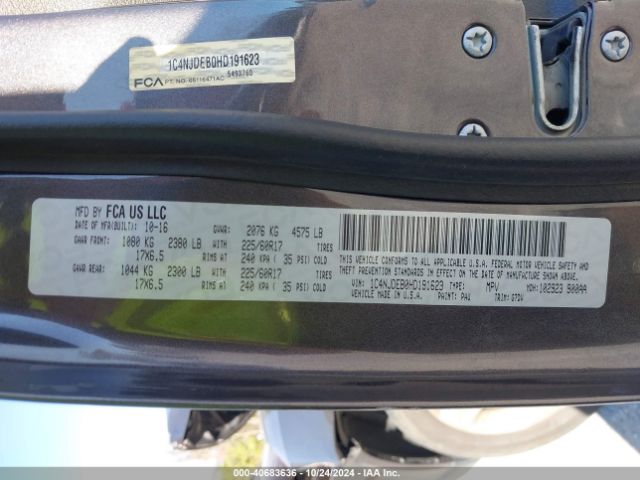 1C4NJDEB0HD191623
5493760
FCA PT. NO. 68116471AC
MFD BY FCA US LLC
DATE OF MFR(BUILT): 10-16 GVWR: 2076 KG 4575 LB
GAWR FRONT: 1080 KG 2380 LB WITH 225/60R17 TIRES
17X6.5 RIMS AT 240 KPA ( 35 PSI) COLD
GAWR REAR: 1044 KG 2300 LB WITH 225/60R17 TIRES
17X6.5 RIMS AT 240 KPA ( 35 PSI) COLD
THIS VEHICLE CONFORMS TO ALL APPLICABLE U.S.A. FEDERAL MOTOR VEHICLE SAFETY AND
THEFT PREVENTION STANDARDS IN EFFECT ON THE DATE OF MANUFACTURE SHOWN ABOVE.
VIN: 1C4NJDEB0HD191623 TYPE: MPV MDH: 102523 900AA
VEHICLE MADE IN U.S.A. PAINT: PAU TRIM: G7DV
000-40683636 - 10/24/2024 - IAA Inc.